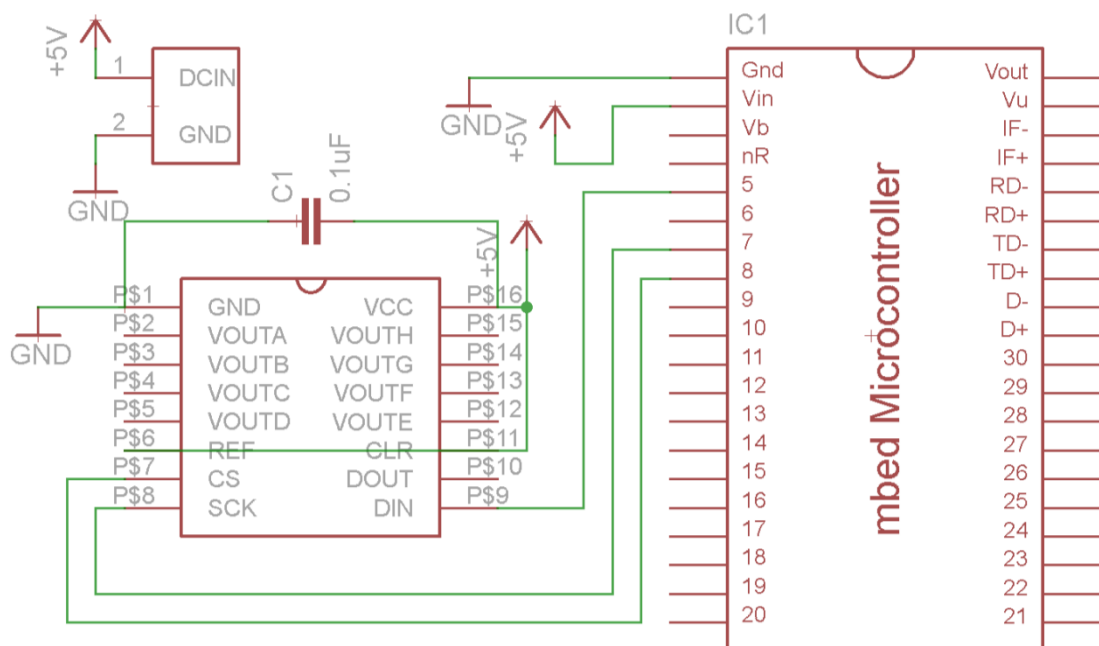 IC1
+5V
1
DCIN
2
GND
GND
C1
0.1uF
GND
+5V
+5V
P$1
GND
VCC
P$16
P$2
VOUTA
VOUTH
P$15
P$3
VOUTB
VOUTG
P$14
P$4
VOUTC
VOUTF
P$13
P$5
VOUTD
VOUTE
P$12
P$6
REF
CLR
P$11
P$7
CS
DOUT
P$10
P$8
SCK
DIN
P$9
GND
Gnd
Vout
Vin
Vu
Vb
IF-
nR
IF+
5
RD-
6
RD+
7
TD-
8
TD+
9
D-
10
D+
11
30
12
29
13
28
14
27
15
26
16
25
17
24
18
23
19
22
20
21
mbed Microcontroller